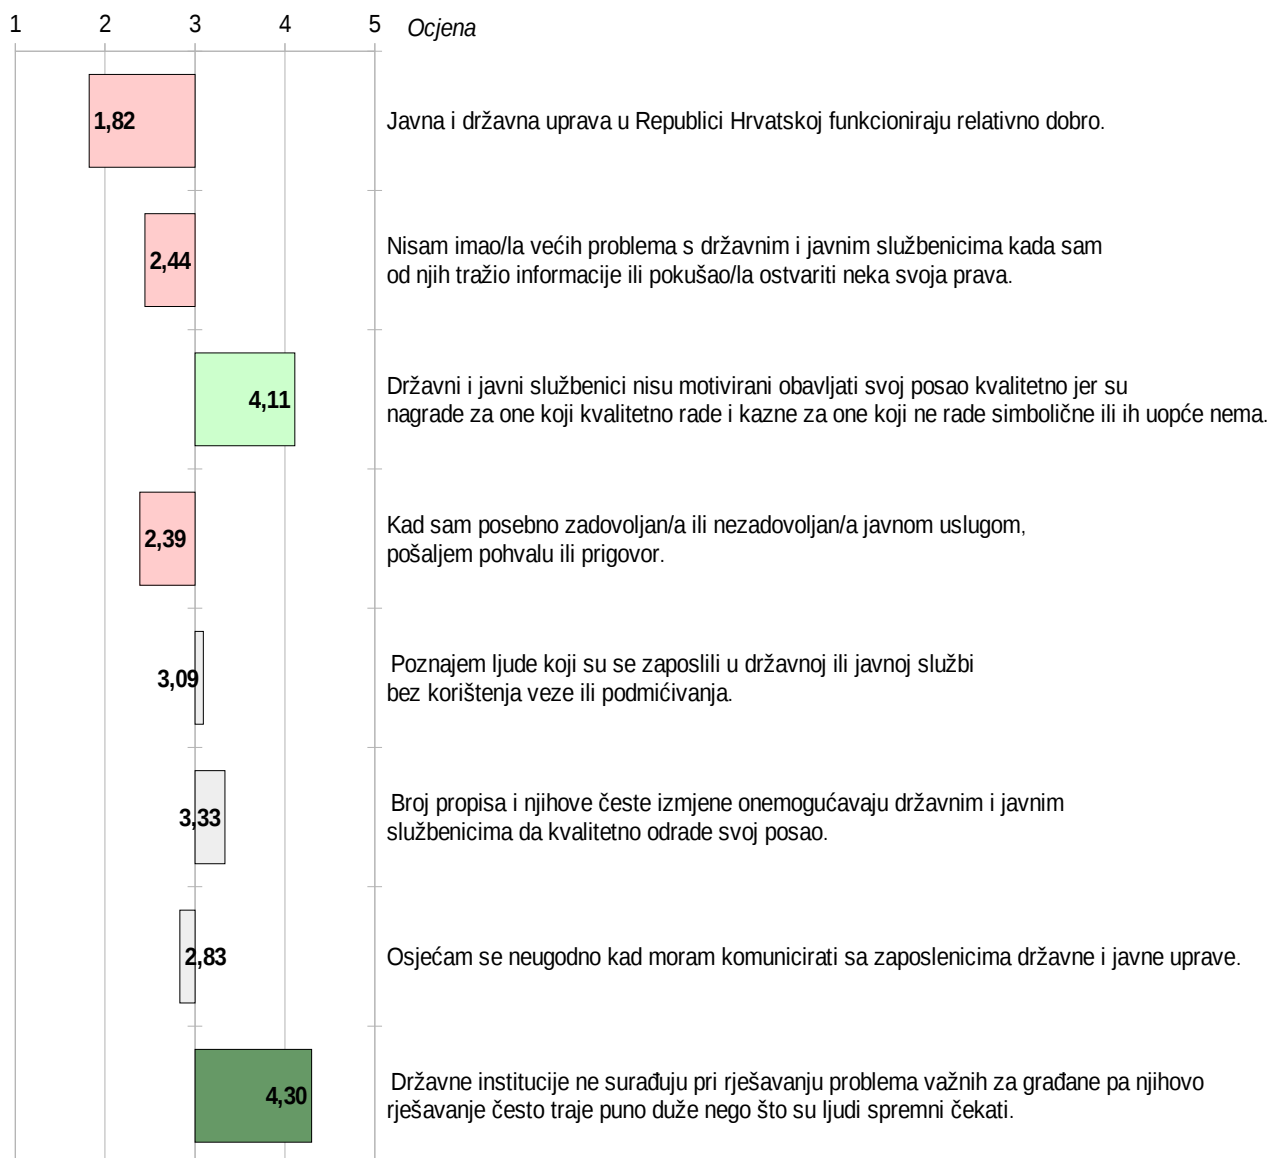 1 2 3 4 5 Ocjena
1,82 Javna i državna uprava u Republici Hrvatskoj funkcioniraju relativno dobro.
2,44 Nisam imao/la većih problema s državnim i javnim službenicima kada sam
od njih tražio informacije ili pokušao/la ostvariti neka svoja prava.
4,11 Državni i javni službenici nisu motivirani obavljati svoj posao kvalitetno jer su
nagrade za one koji kvalitetno rade i kazne za one koji ne rade simbolične ili ih uopće nema.
2,39 Kad sam posebno zadovoljan/a ili nezadovoljan/a javnom uslugom,
pošaljem pohvalu ili prigovor.
3,09 Poznajem ljude koji su se zaposlili u državnoj ili javnoj službi
bez korištenja veze ili podmićivanja.
3,33 Broj propisa i njihove česte izmjene onemogućavaju državnim i javnim
službenicima da kvalitetno odrade svoj posao.
2,83 Osjećam se neugodno kad moram komunicirati sa zaposlenicima državne i javne uprave.
4,30 Državne institucije ne surađuju pri rješavanju problema važnih za građane pa njihovo
rješavanje često traje puno duže nego što su ljudi spremni čekati.